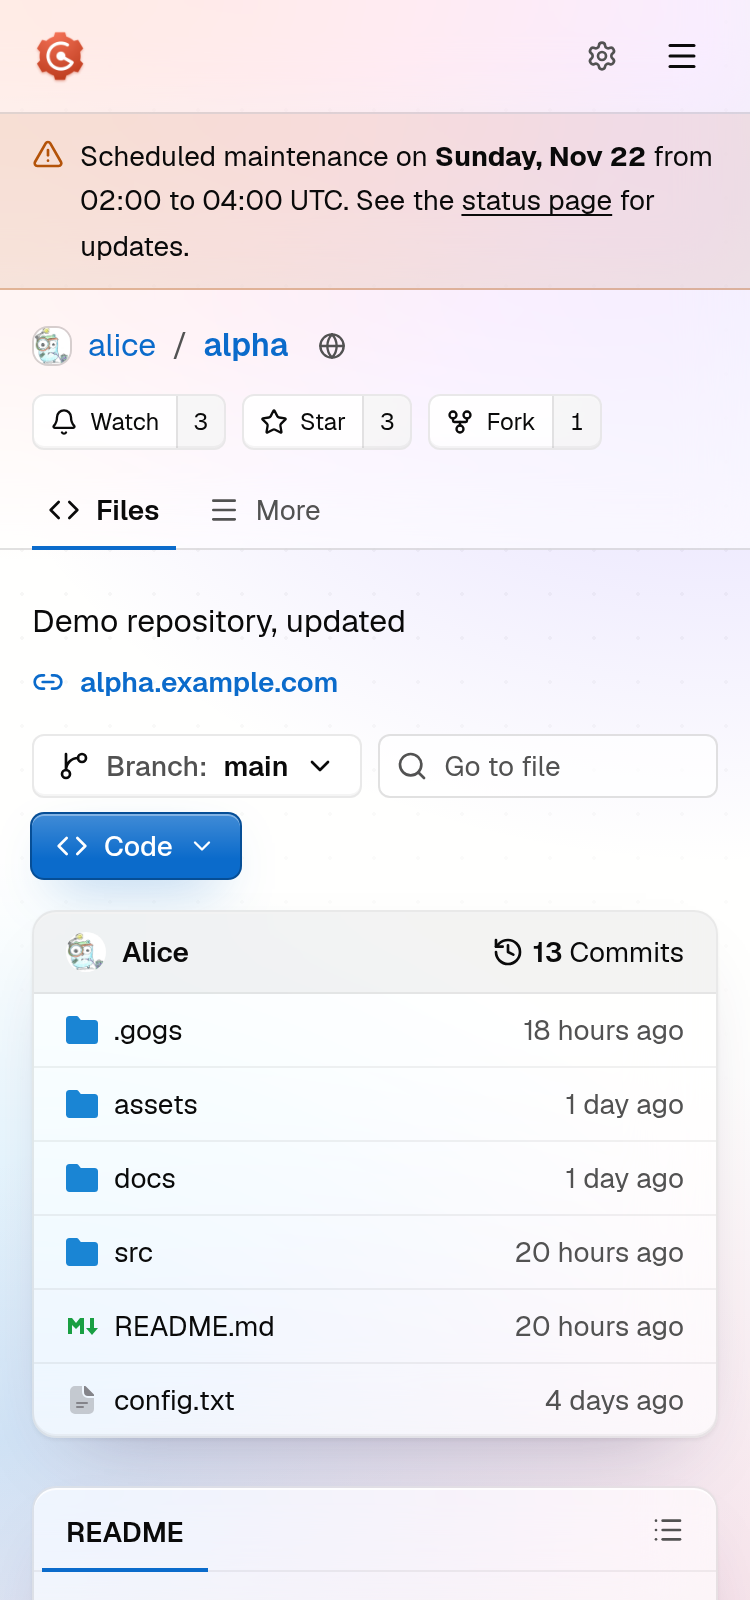 Scheduled maintenance on Sunday, Nov 22 from
02:00 to 04:00 UTC. See the status page for
updates.
alice / alpha
Watch 3 Star 3 Fork 1
Files More
Demo repository, updated
alpha.example.com
Branch: main Go to file
Code
Alice 13 Commits
.gogs 18 hours ago
assets 1 day ago
docs 1 day ago
src 20 hours ago
README.md 20 hours ago
config.txt 4 days ago
README